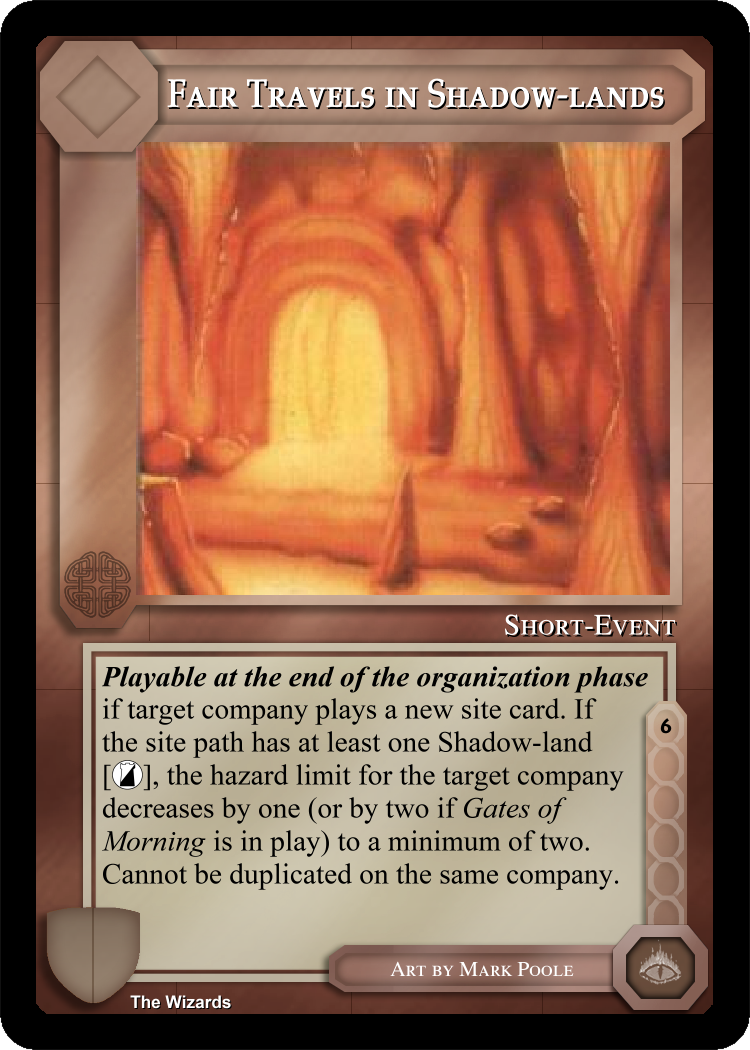 Fair Travels in Shadow-lands
Short-Event
Playable at the end of the organization phase
if target company plays a new site card. If
the site path has at least one Shadow-land
[], the hazard limit for the target company
decreases by one (or by two if Gates of
Morning is in play) to a minimum of two.
Cannot be duplicated on the same company.
6
Art by Mark Poole
The Wizards